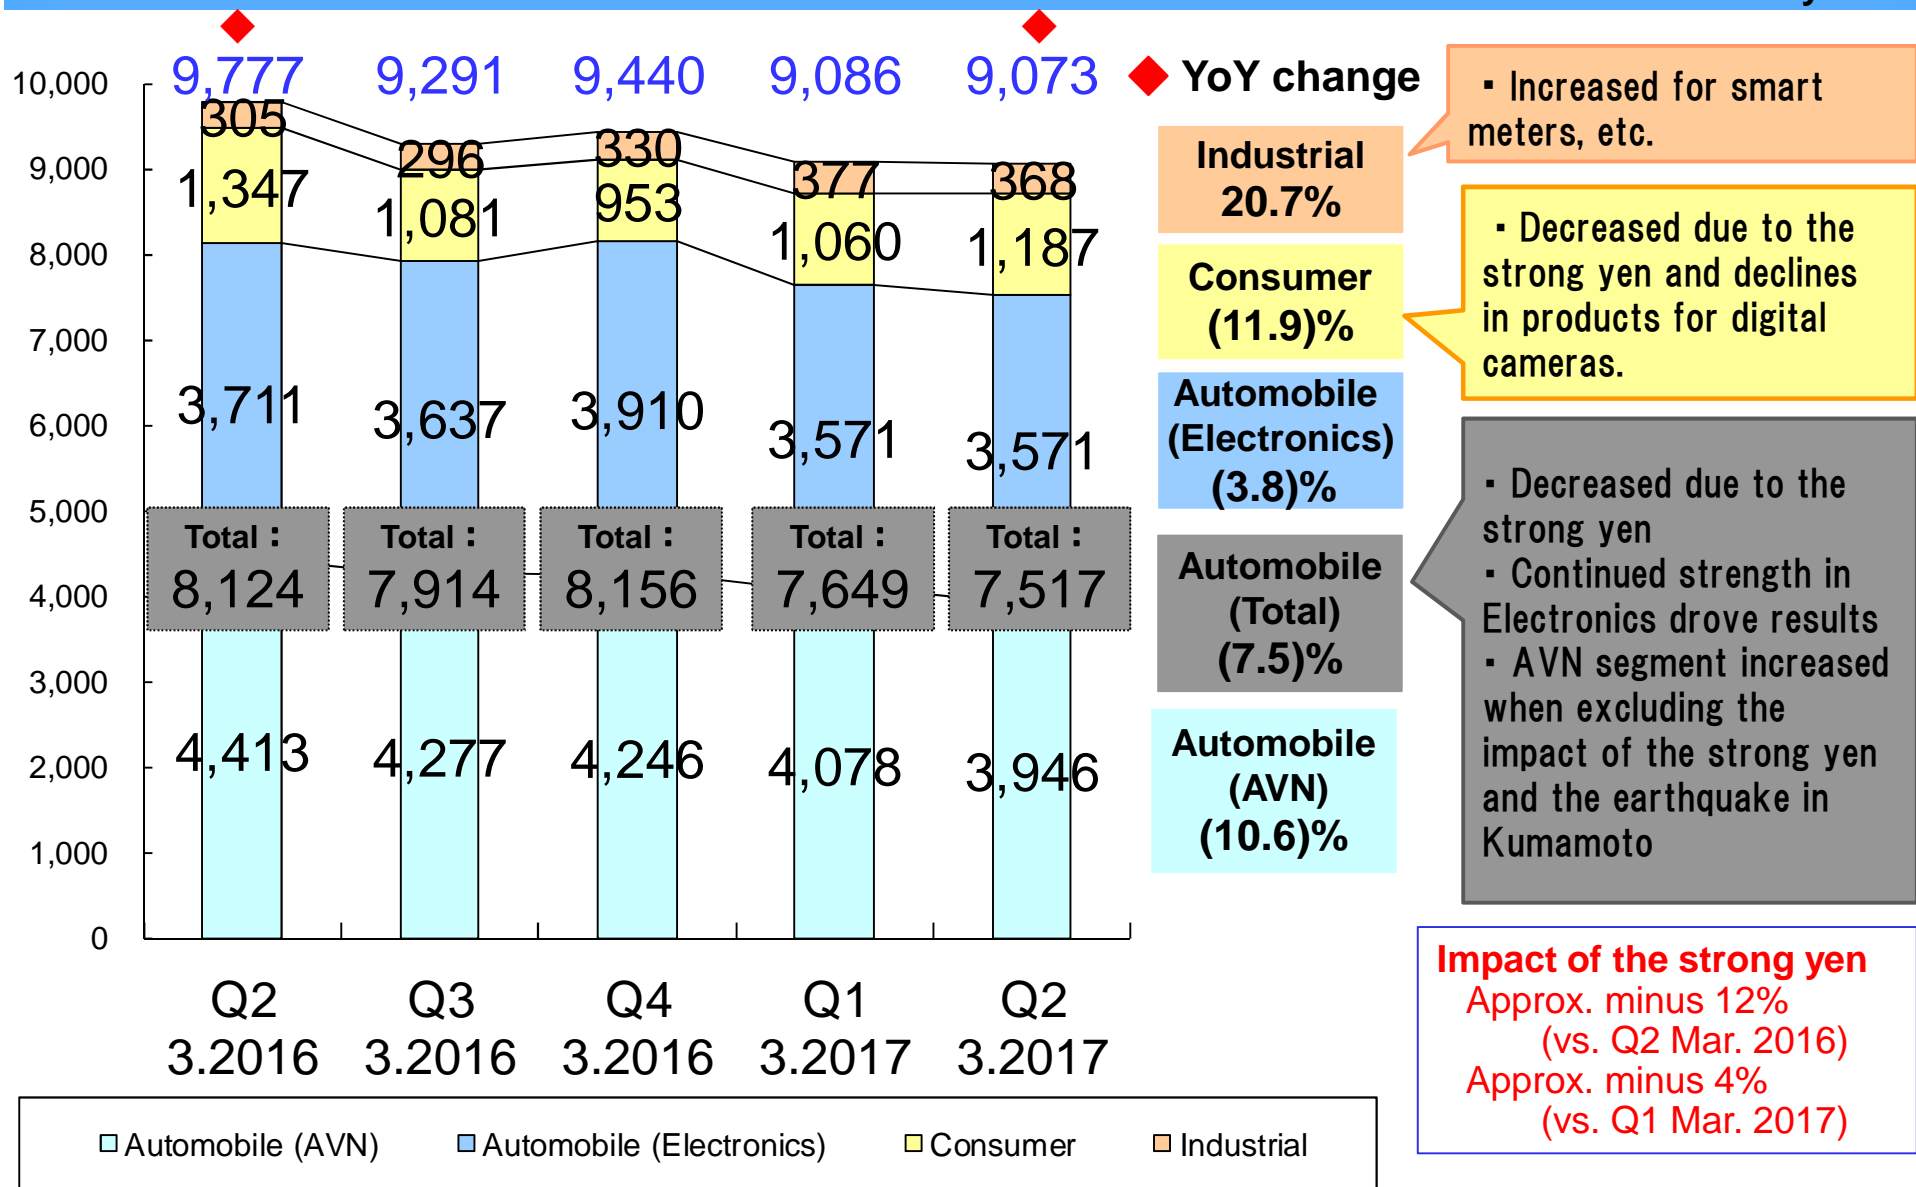 9,777
9,291
9,440
9,086
9,073
◆ YoY change
10,000
9,000
8,000
7,000
6,000
5,000
4,000
3,000
2,000
1,000
0
305
296
330
377
368
1,347
1,081
953
1,060
1,187
3,711
3,637
3,910
3,571
3,571
Total：
8,124
Total：
7,914
Total：
8,156
Total：
7,649
Total：
7,517
4,413
4,277
4,246
4,078
3,946
Q2
3.2016
Q3
3.2016
Q4
3.2016
Q1
3.2017
Q2
3.2017
Automobile (AVN)
Automobile (Electronics)
Consumer
Industrial
Industrial
20.7%
Consumer
(11.9)%
Automobile
(Electronics)
(3.8)%
Automobile
(Total)
(7.5)%
Automobile
(AVN)
(10.6)%
▪ Increased for smart
meters, etc.
▪ Decreased due to the
strong yen and declines
in products for digital
cameras.
▪ Decreased due to the
strong yen
▪ Continued strength in
Electronics drove results
▪ AVN segment increased
when excluding the
impact of the strong yen
and the earthquake in
Kumamoto
Impact of the strong yen
Approx. minus 12%
(vs. Q2 Mar. 2016)
Approx. minus 4%
(vs. Q1 Mar. 2017)